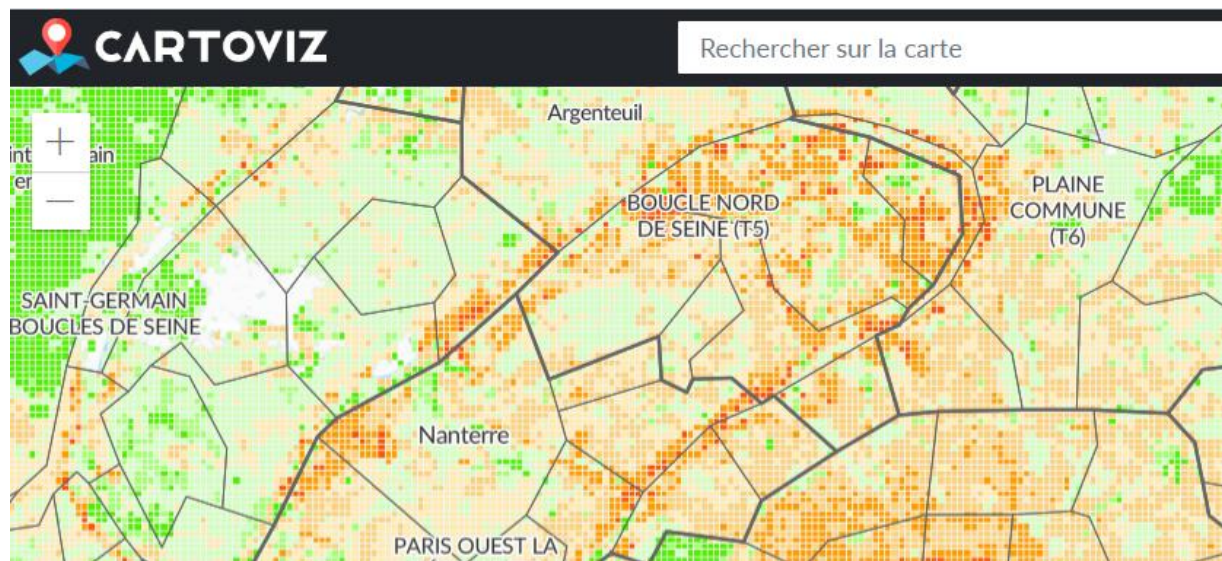 CARTOVIZ
Rechercher sur la carte
+
−
Argenteuil
BOUCLE NORD
DE SEINE (T5)
PLAINE
COMMUNE
(T6)
SAINT-GERMAIN
BOUCLES DE SEINE
Nanterre
PARIS OUEST LA